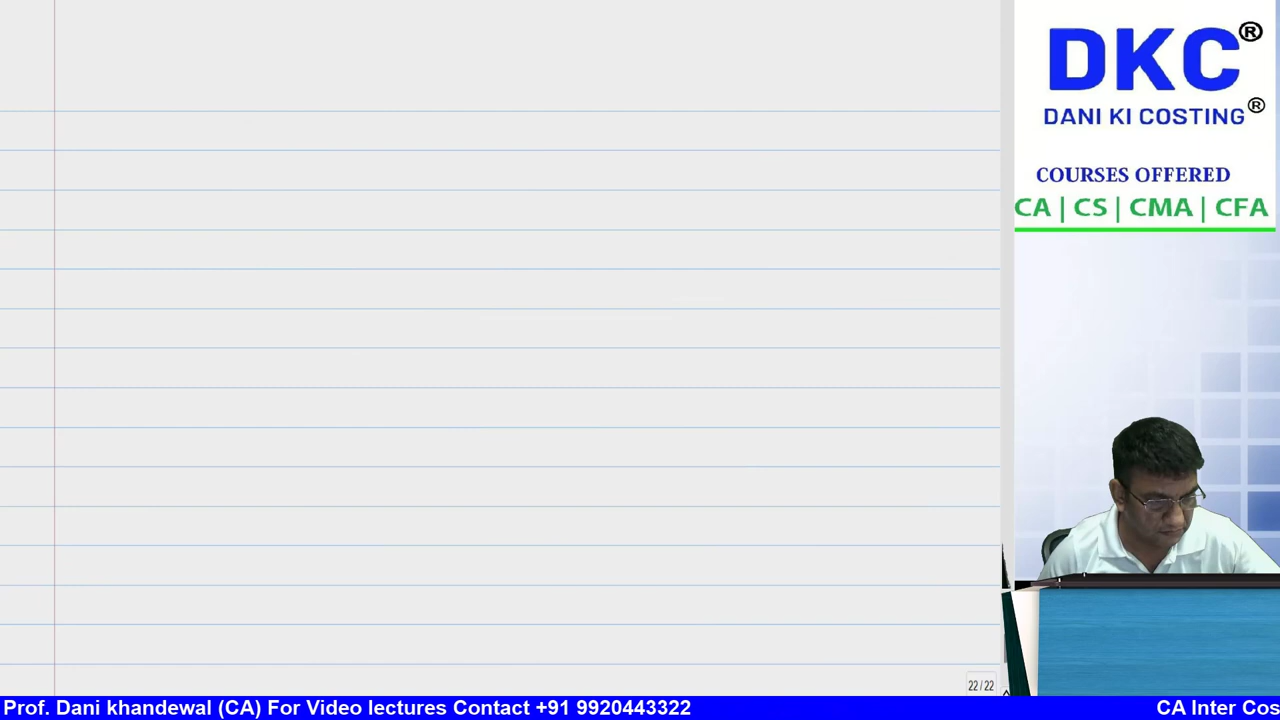 DKC®
DANI KI COSTING®
COURSES OFFERED
CA | CS | CMA | CFA
22 / 22
Prof. Dani khandewal (CA) For Video lectures Contact +91 9920443322
CA Inter Cos